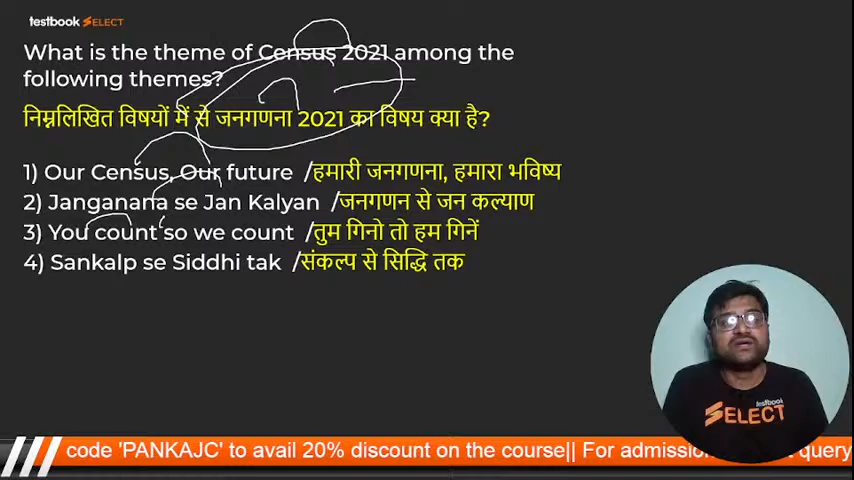 testbook SELECT
What is the theme of Census 2021 among the
following themes?
निम्नलिखित विषयों में से जनगणना 2021 का विषय क्या है?
1) Our Census, Our future /हमारी जनगणना, हमारा भविष्य
2) Janganana se Jan Kalyan /जनगणन से जन कल्याण
3) You count so we count /तुम गिनो तो हम गिनें
4) Sankalp se Siddhi tak /संकल्प से सिद्धि तक
testbook
SELECT
code 'PANKAJC' to avail 20% discount on the course|| For admission query